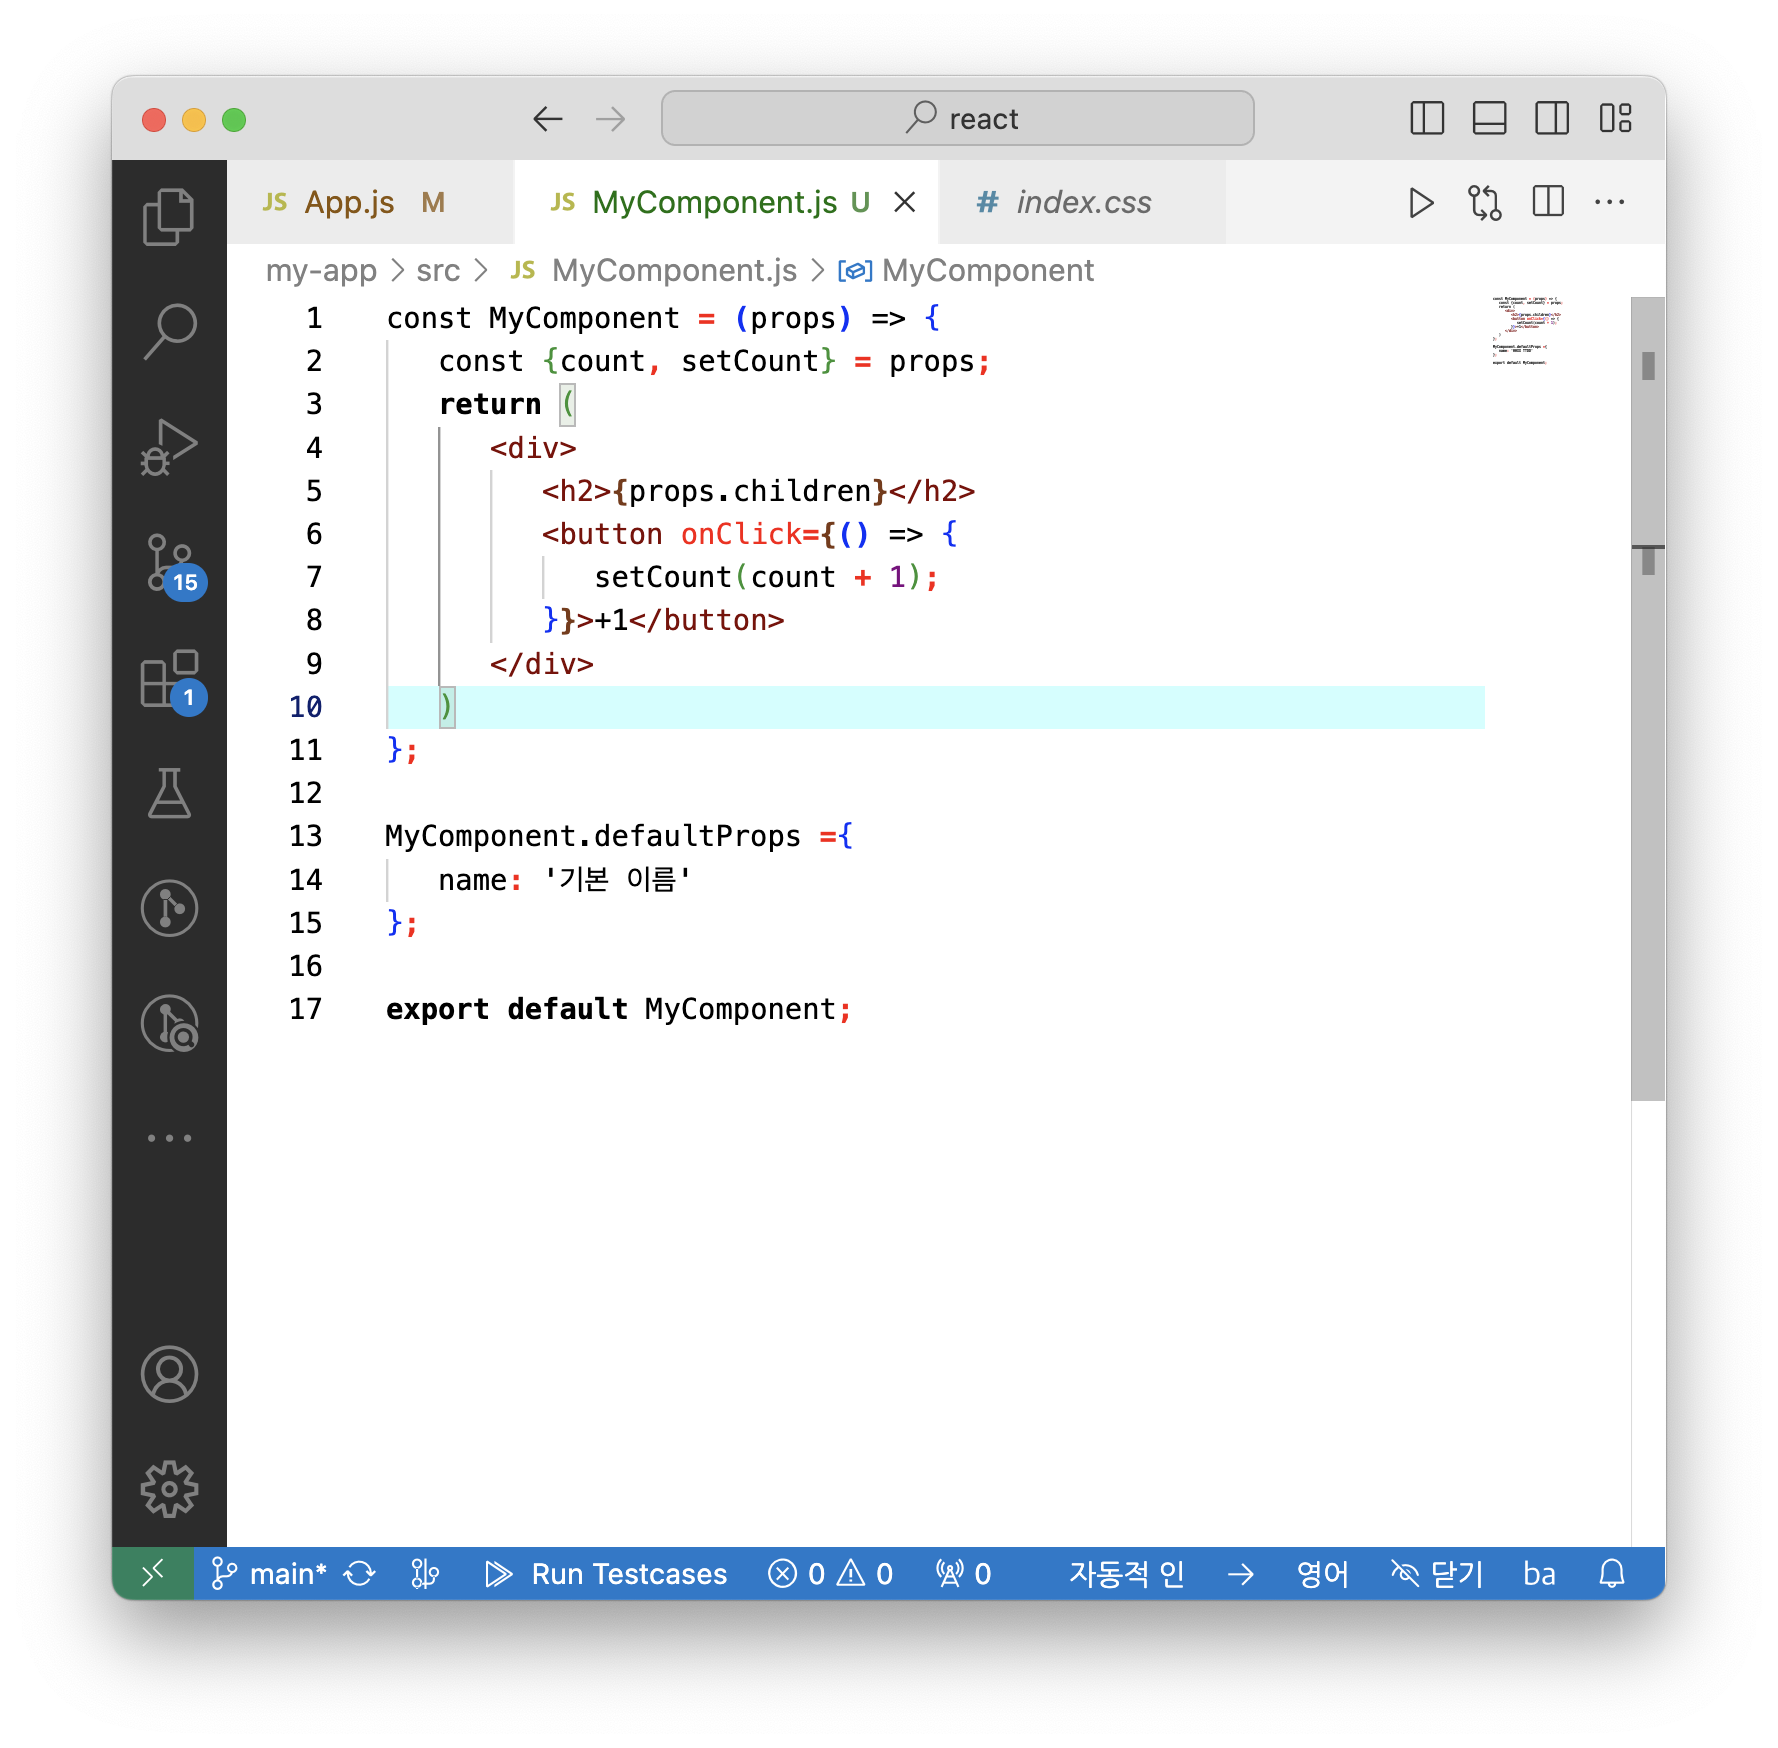 react
JS App.js M JS MyComponent.js U # index.css
my-app > src > JS MyComponent.js > MyComponent
1 const MyComponent = (props) => {
2 const {count, setCount} = props;
3 return (
4 <div>
5 <h2>{props.children}</h2>
6 <button onClick={() => {
7 setCount(count + 1);
8 }}>+1</button>
9 </div>
10 )
11 };
12
13 MyComponent.defaultProps ={
14 name: '기본 이름'
15 };
16
17 export default MyComponent;
15
1
main* Run Testcases 0 0 0 자동적 인 → 영어 닫기 ba